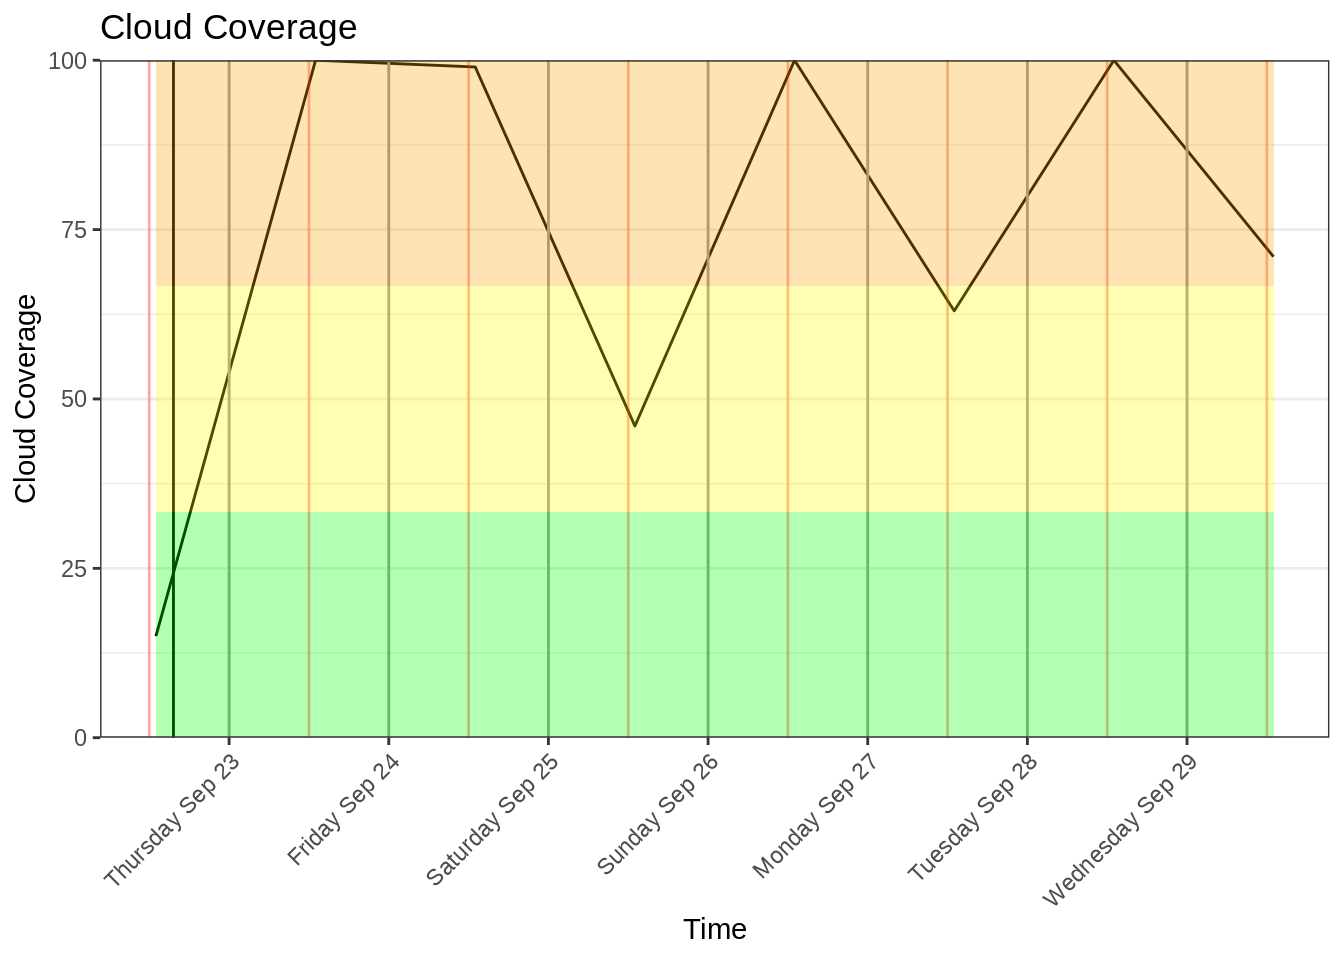 Cloud Coverage
100
75
50
25
0
Cloud Coverage
Thursday Sep 23
Friday Sep 24
Saturday Sep 25
Sunday Sep 26
Monday Sep 27
Tuesday Sep 28
Wednesday Sep 29
Time